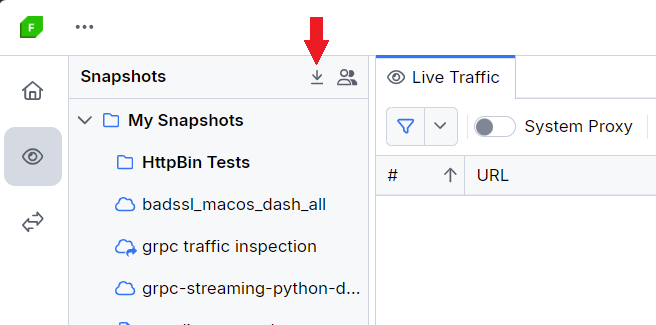 F
Snapshots
Live Traffic
My Snapshots
System Proxy
HttpBin Tests
# URL
badssl_macos_dash_all
grpc traffic inspection
grpc-streaming-python-d...